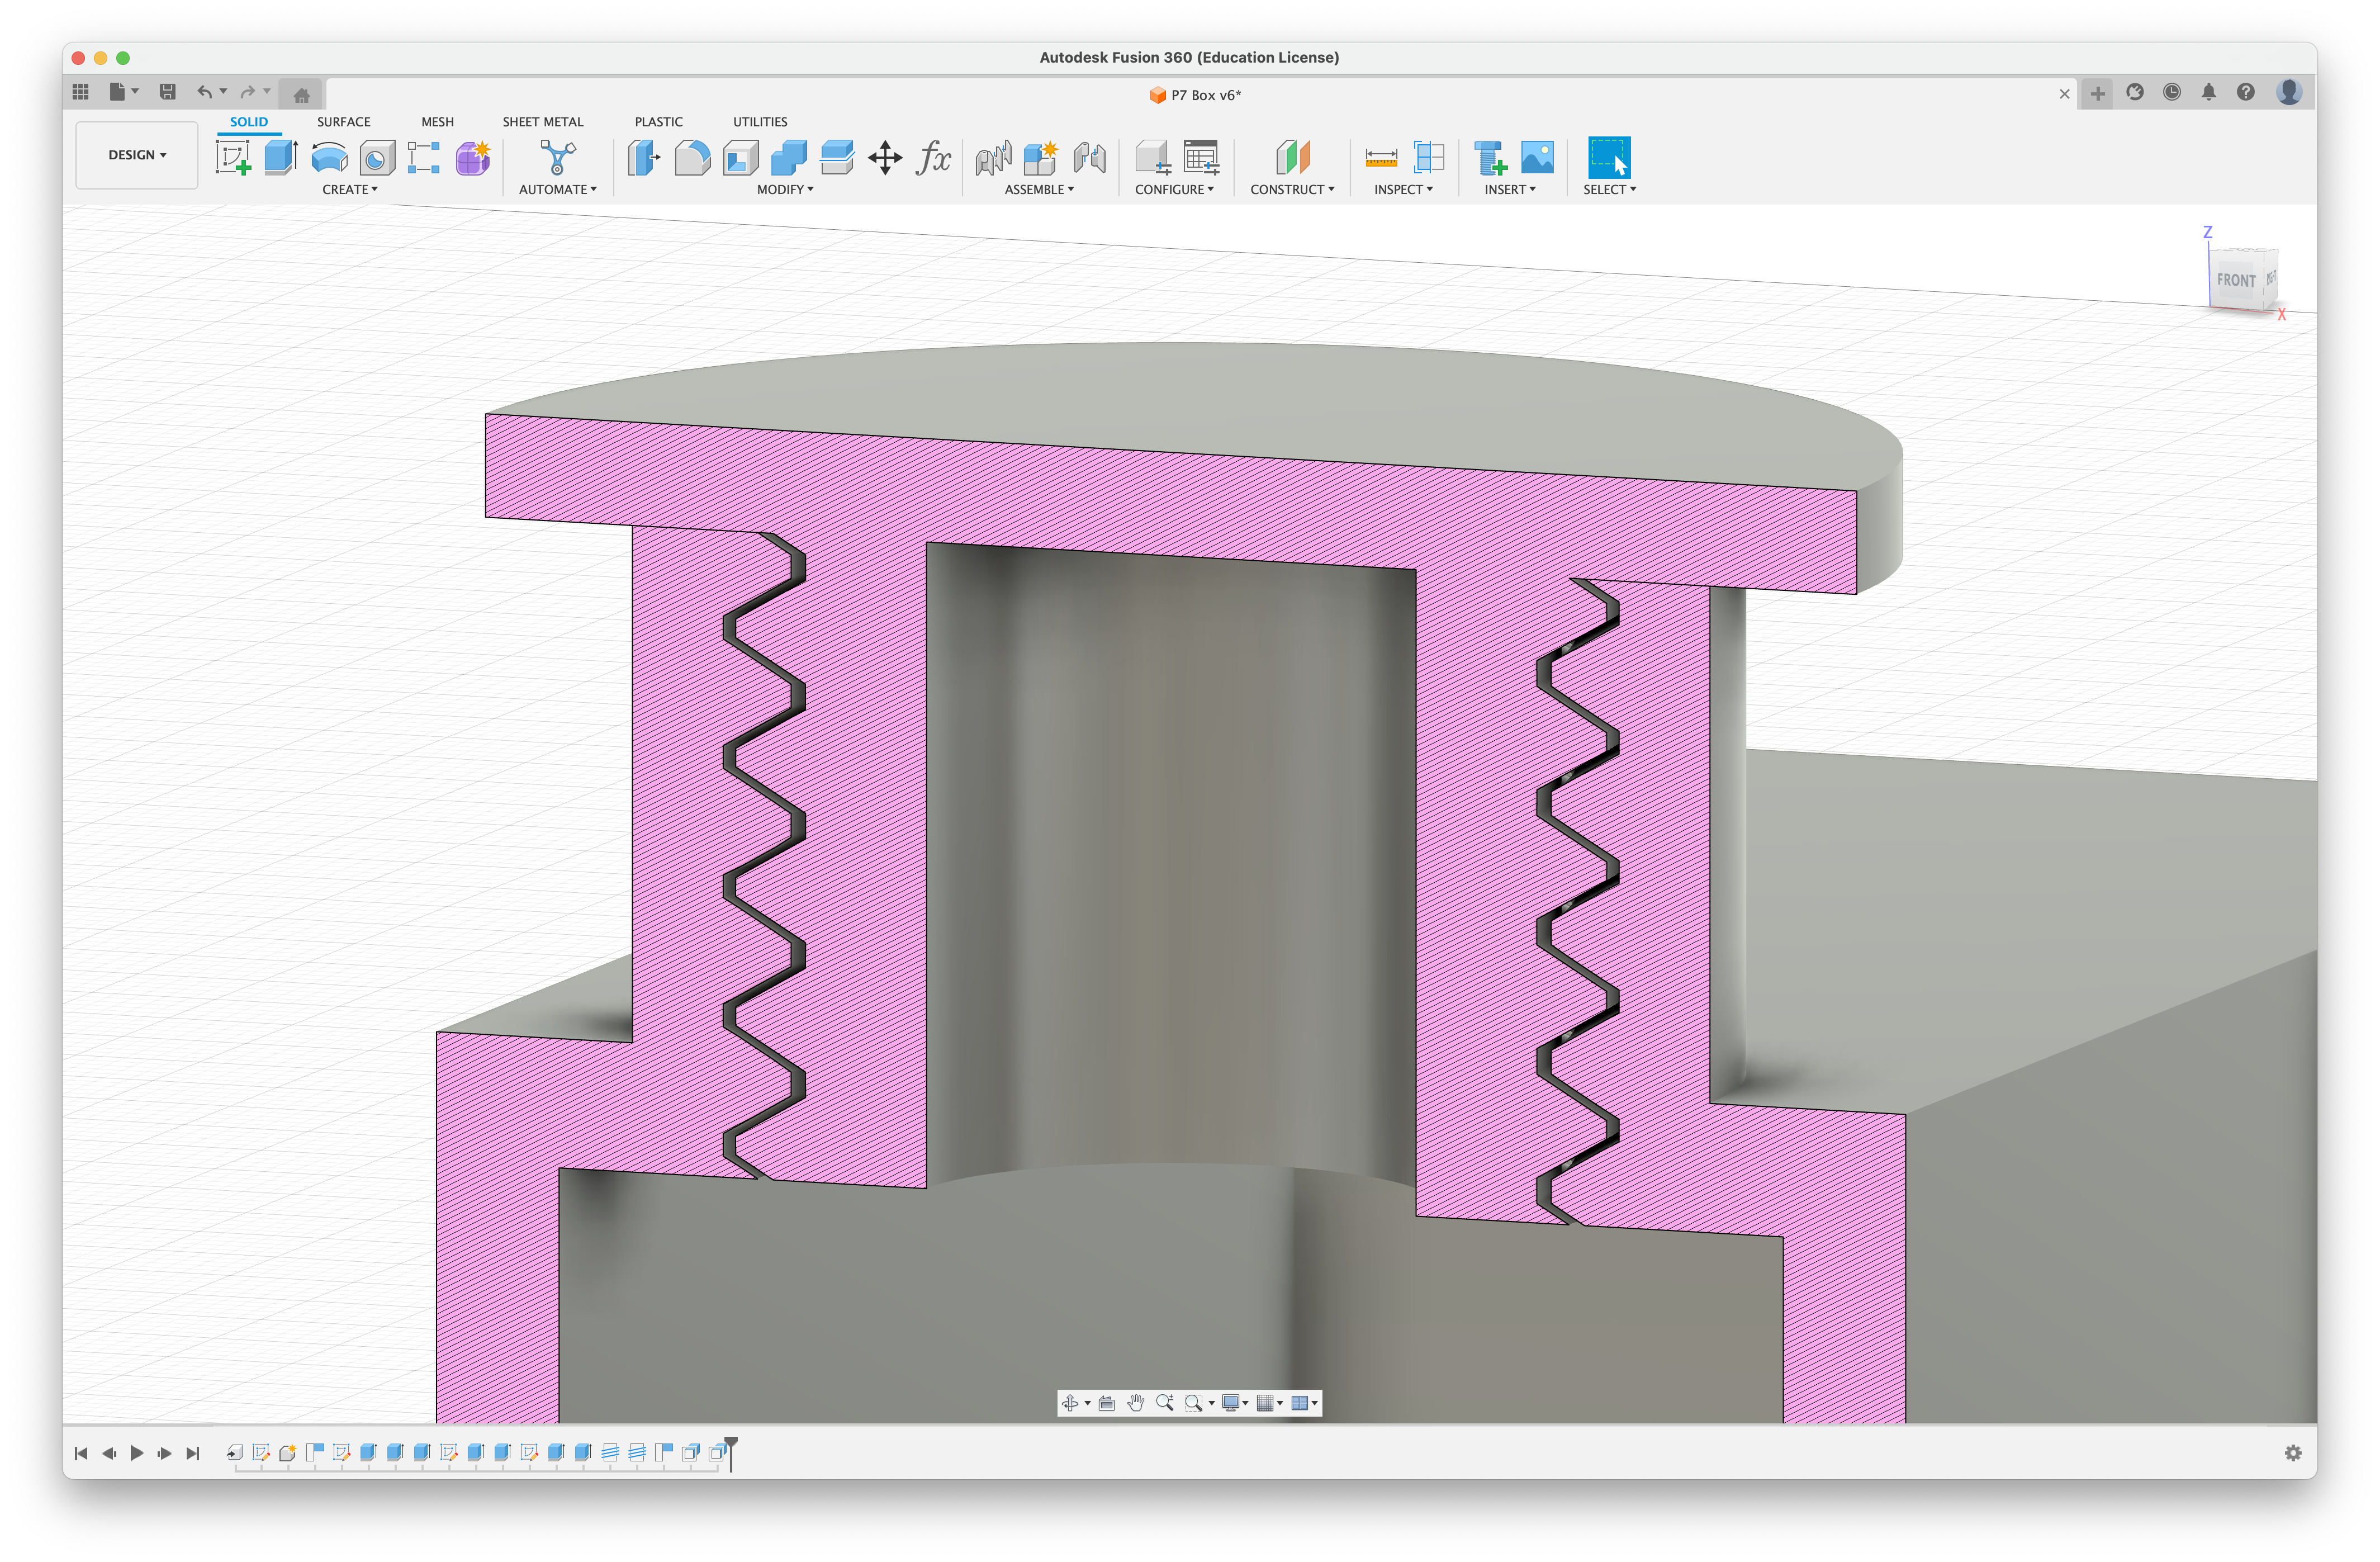 Autodesk Fusion 360 (Education License)
P7 Box v6*
SOLID SURFACE MESH SHEET METAL PLASTIC UTILITIES
DESIGN
fx
CREATE AUTOMATE MODIFY ASSEMBLE CONFIGURE CONSTRUCT INSPECT INSERT SELECT
Z
FRONT RIGHT
X